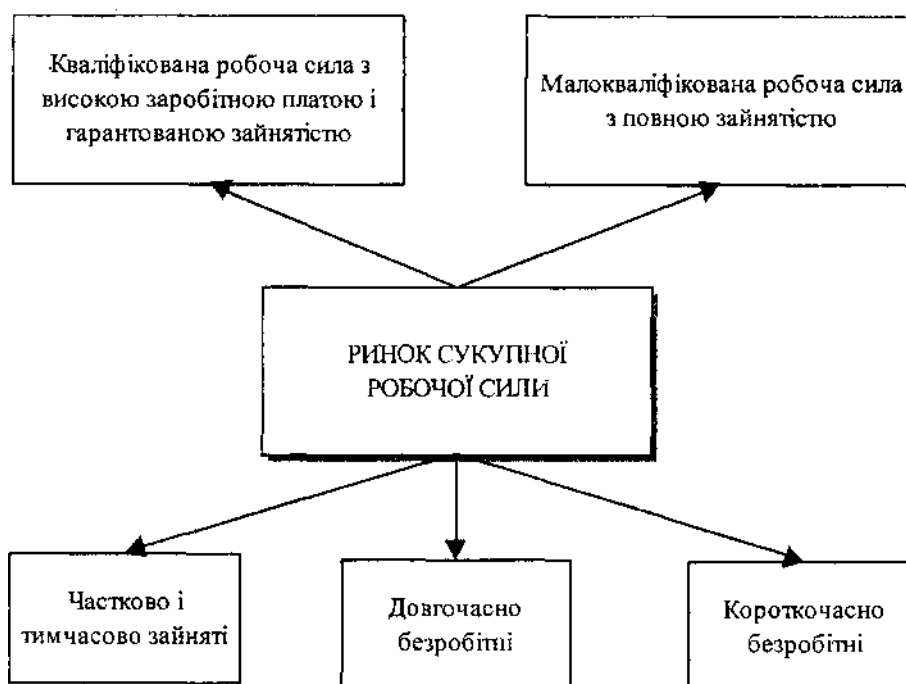 Кваліфікована робоча сила з
високою заробітною платою і
гарантованою зайнятістю
Малокваліфікована робоча сила
з повною зайнятістю
РИНОК СУКУПНОЇ
РОБОЧОЇ СИЛИ
Частково і
тимчасово зайняті
Довгочасно
безробітні
Короткочасно
безробітні